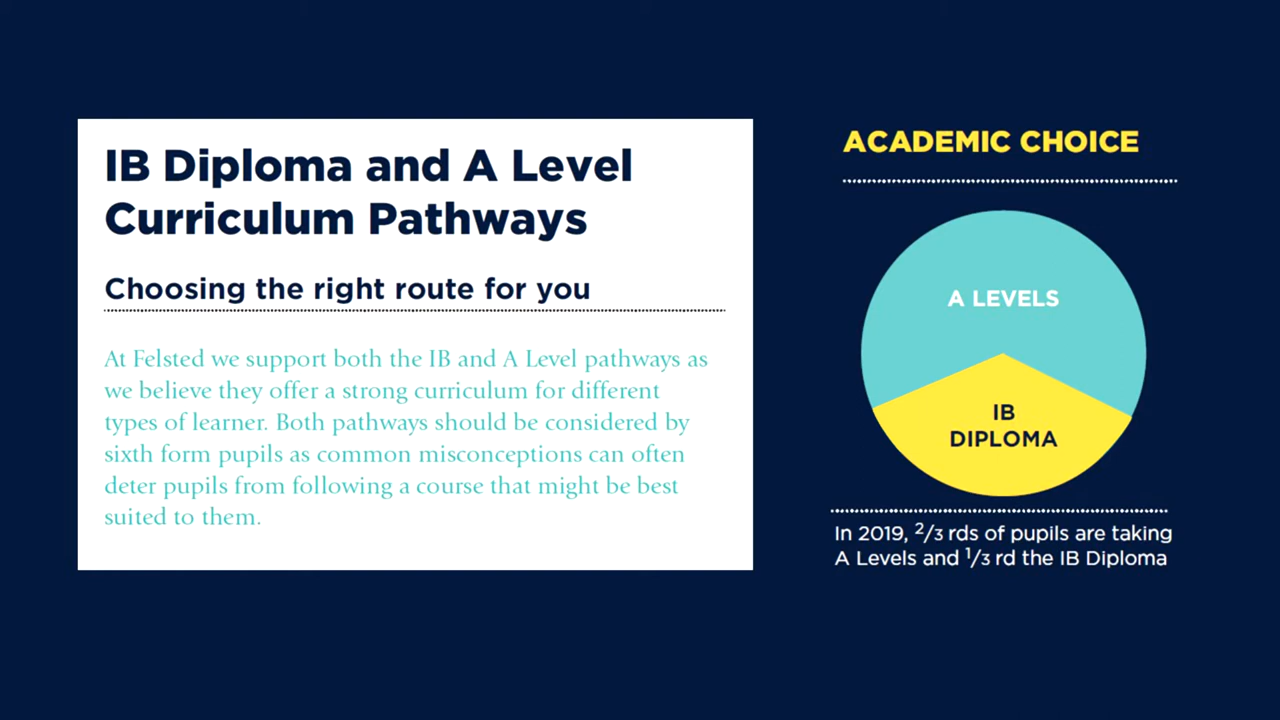 IB Diploma and A Level
Curriculum Pathways
Choosing the right route for you
At Felsted we support both the IB and A Level pathways as
we believe they offer a strong curriculum for different
types of learner. Both pathways should be considered by
sixth form pupils as common misconceptions can often
deter pupils from following a course that might be best
suited to them.
ACADEMIC CHOICE
A LEVELS
IB
DIPLOMA
In 2019, 2/3 rds of pupils are taking
A Levels and 1/3 rd the IB Diploma